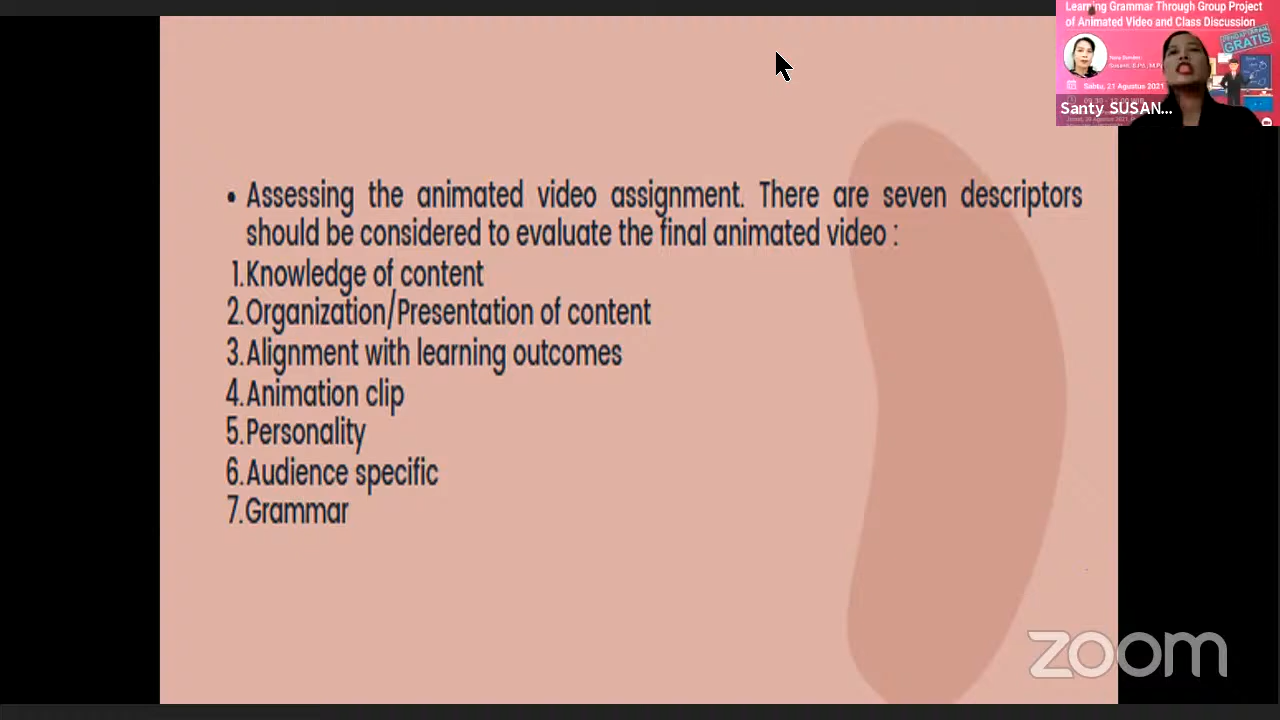 Learning Grammar Through Group Project
of Animated Video and Class Discussion
GRATIS
Sabtu, 21 Agustus 2021
Santy SUSAN...
• Assessing the animated video assignment. There are seven descriptors
should be considered to evaluate the final animated video :
1.Knowledge of content
2.Organization/Presentation of content
3.Alignment with learning outcomes
4.Animation clip
5.Personality
6.Audience specific
7.Grammar
zoom